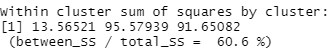 Within cluster sum of squares by cluster:
[1] 13.56521 95.57939 91.65082
 (between_SS / total_SS =  60.6 %)